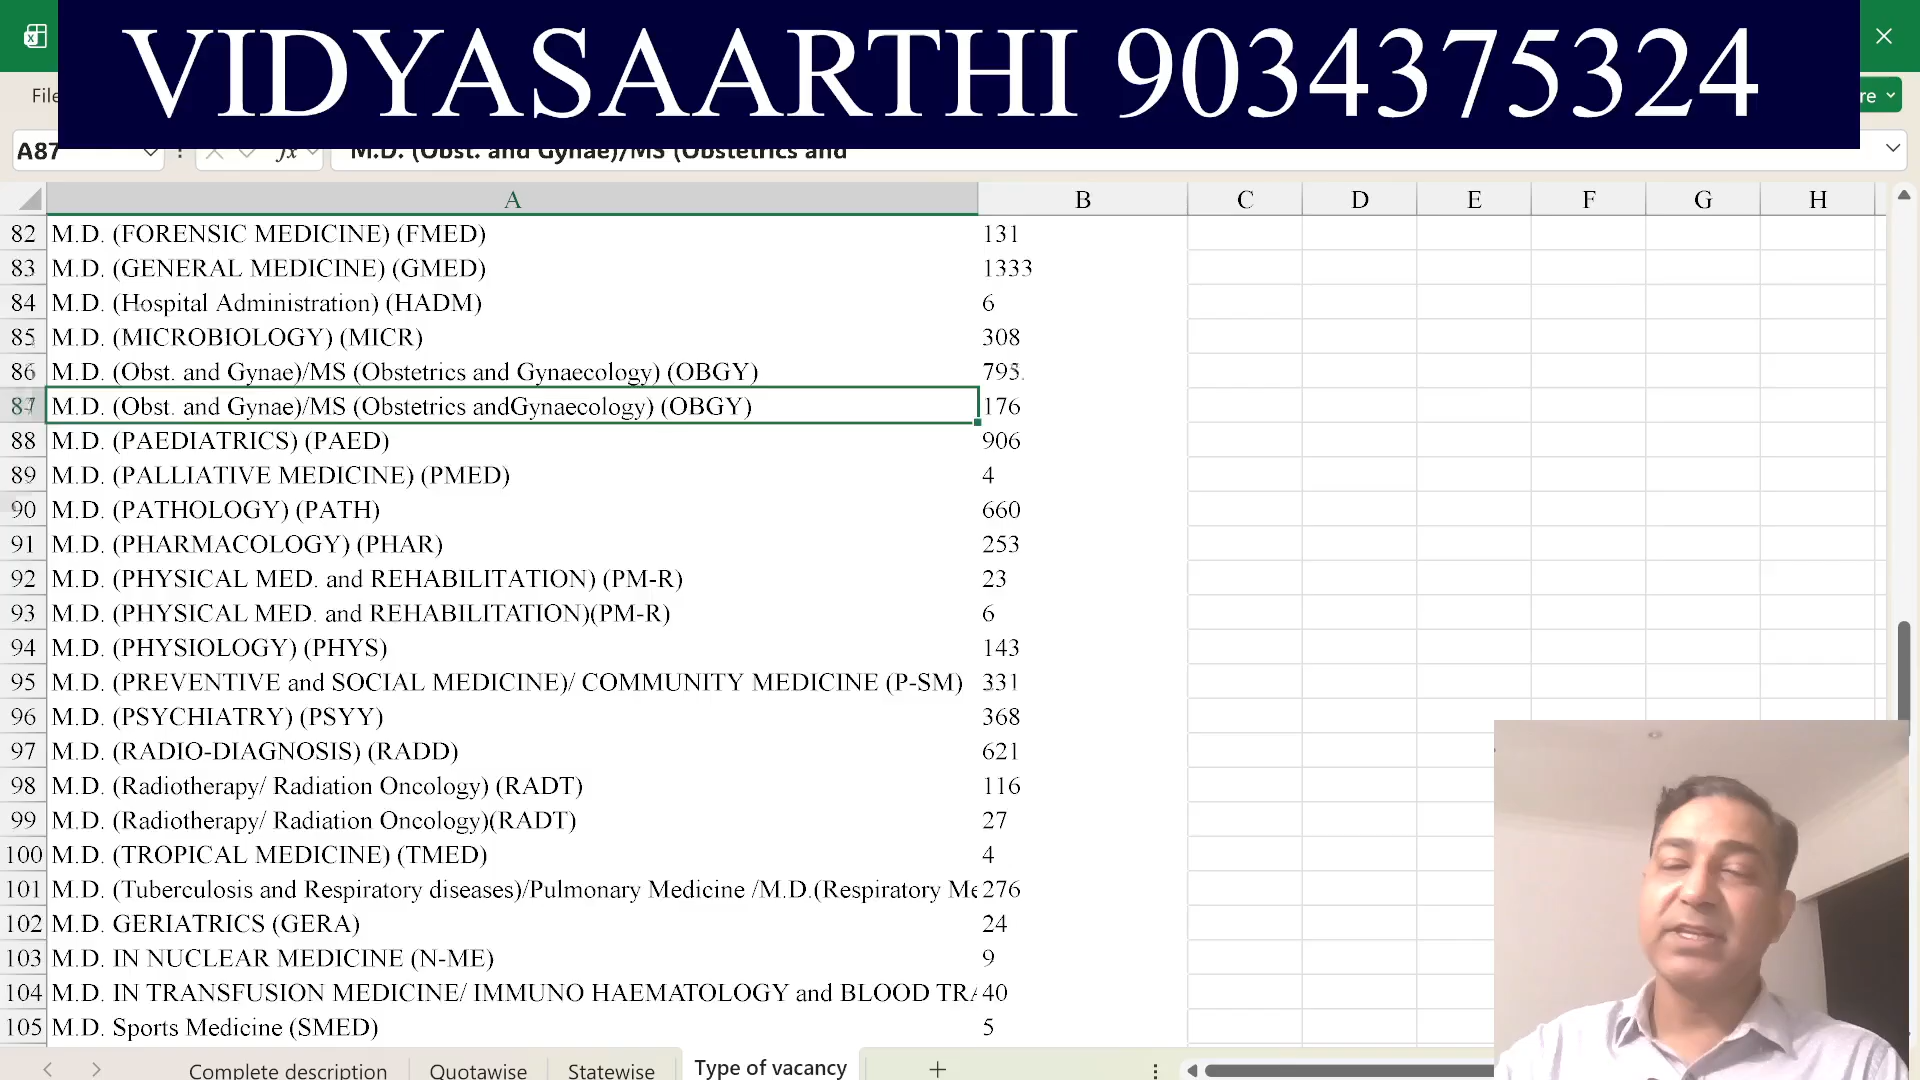 VIDYASAARTHI 9034375324
File
re
A87
fx
M.D. (Obst. and Gynae)/MS (Obstetrics and
A B C D E F G H
82 M.D. (FORENSIC MEDICINE) (FMED) 131
83 M.D. (GENERAL MEDICINE) (GMED) 1333
84 M.D. (Hospital Administration) (HADM) 6
85 M.D. (MICROBIOLOGY) (MICR) 308
86 M.D. (Obst. and Gynae)/MS (Obstetrics and Gynaecology) (OBGY) 795
87 M.D. (Obst. and Gynae)/MS (Obstetrics andGynaecology) (OBGY) 176
88 M.D. (PAEDIATRICS) (PAED) 906
89 M.D. (PALLIATIVE MEDICINE) (PMED) 4
90 M.D. (PATHOLOGY) (PATH) 660
91 M.D. (PHARMACOLOGY) (PHAR) 253
92 M.D. (PHYSICAL MED. and REHABILITATION) (PM-R) 23
93 M.D. (PHYSICAL MED. and REHABILITATION)(PM-R) 6
94 M.D. (PHYSIOLOGY) (PHYS) 143
95 M.D. (PREVENTIVE and SOCIAL MEDICINE)/ COMMUNITY MEDICINE (P-SM) 331
96 M.D. (PSYCHIATRY) (PSYY) 368
97 M.D. (RADIO-DIAGNOSIS) (RADD) 621
98 M.D. (Radiotherapy/ Radiation Oncology) (RADT) 116
99 M.D. (Radiotherapy/ Radiation Oncology)(RADT) 27
100 M.D. (TROPICAL MEDICINE) (TMED) 4
101 M.D. (Tuberculosis and Respiratory diseases)/Pulmonary Medicine /M.D.(Respiratory Me 276
102 M.D. GERIATRICS (GERA) 24
103 M.D. IN NUCLEAR MEDICINE (N-ME) 9
104 M.D. IN TRANSFUSION MEDICINE/ IMMUNO HAEMATOLOGY and BLOOD TRA 40
105 M.D. Sports Medicine (SMED) 5
Complete description Quotawise Statewise Type of vacancy